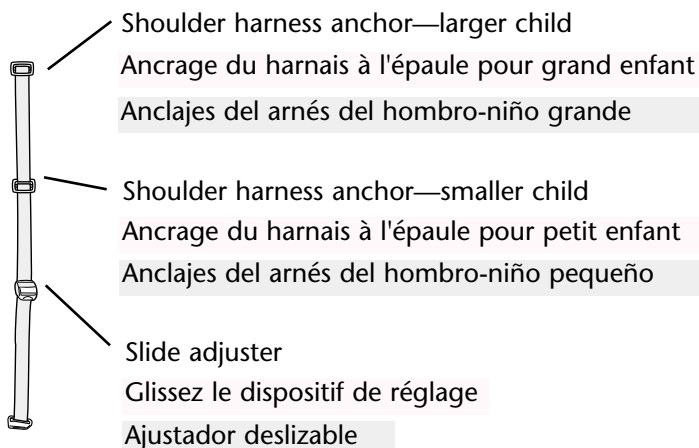 Shoulder harness anchor—larger child
Ancrage du harnais à l'épaule pour grand enfant
Anclajes del arnés del hombro-niño grande
Shoulder harness anchor—smaller child
Ancrage du harnais à l'épaule pour petit enfant
Anclajes del arnés del hombro-niño pequeño
Slide adjuster
Glissez le dispositif de réglage
Ajustador deslizable